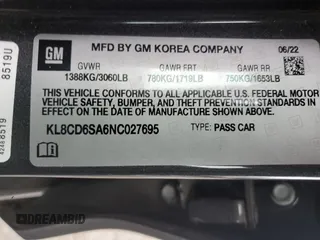 GM
MFD BY GM KOREA COMPANY 06/22
GVWR GAWR FRT GAWR RR
1388KG/3060LB 780KG/1719LB 750KG/1653LB
THIS VEHICLE CONFORMS TO ALL APPLICABLE U.S. FEDERAL MOTOR
VEHICLE SAFETY, BUMPER, AND THEFT PREVENTION STANDARDS
IN EFFECT ON THE DATE OF MANUFACTURE SHOWN ABOVE.
KL8CD6SA6NC027695 TYPE: PASS CAR
8519U
DREAMBID